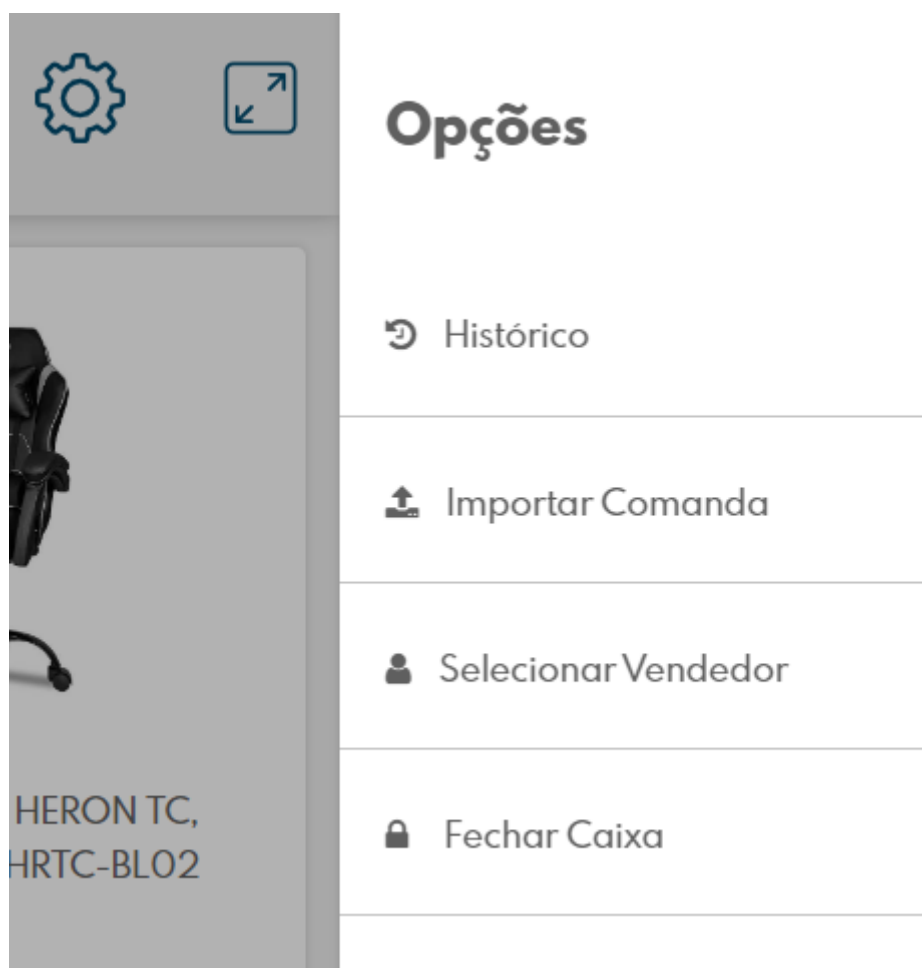 Opções
Histórico
Importar Comanda
Selecionar Vendedor
Fechar Caixa
HERON TC,
HRTC-BL02